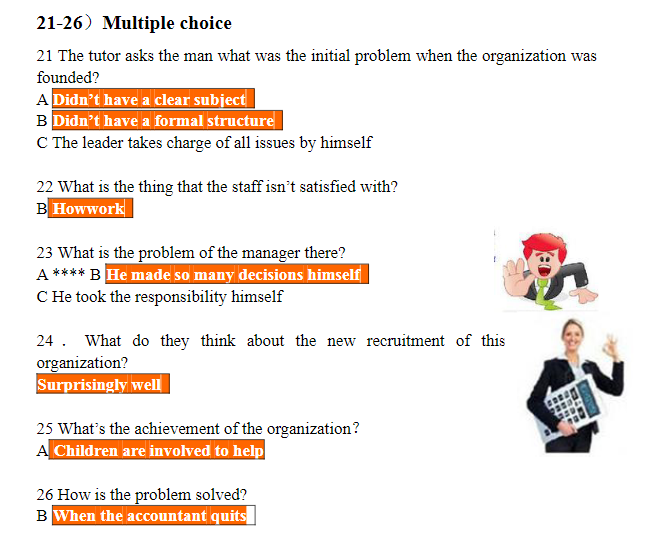 21-26）Multiple choice
21 The tutor asks the man what was the initial problem when the organization was
founded?
A Didn't have a clear subject
B Didn't have a formal structure
C The leader takes charge of all issues by himself
22 What is the thing that the staff isn't satisfied with?
B Howwork
23 What is the problem of the manager there?
A **** B He made so many decisions himself
C He took the responsibility himself
24 . What do they think about the new recruitment of this
organization?
Surprisingly well
25 What's the achievement of the organization?
A Children are involved to help
26 How is the problem solved?
B When the accountant quits